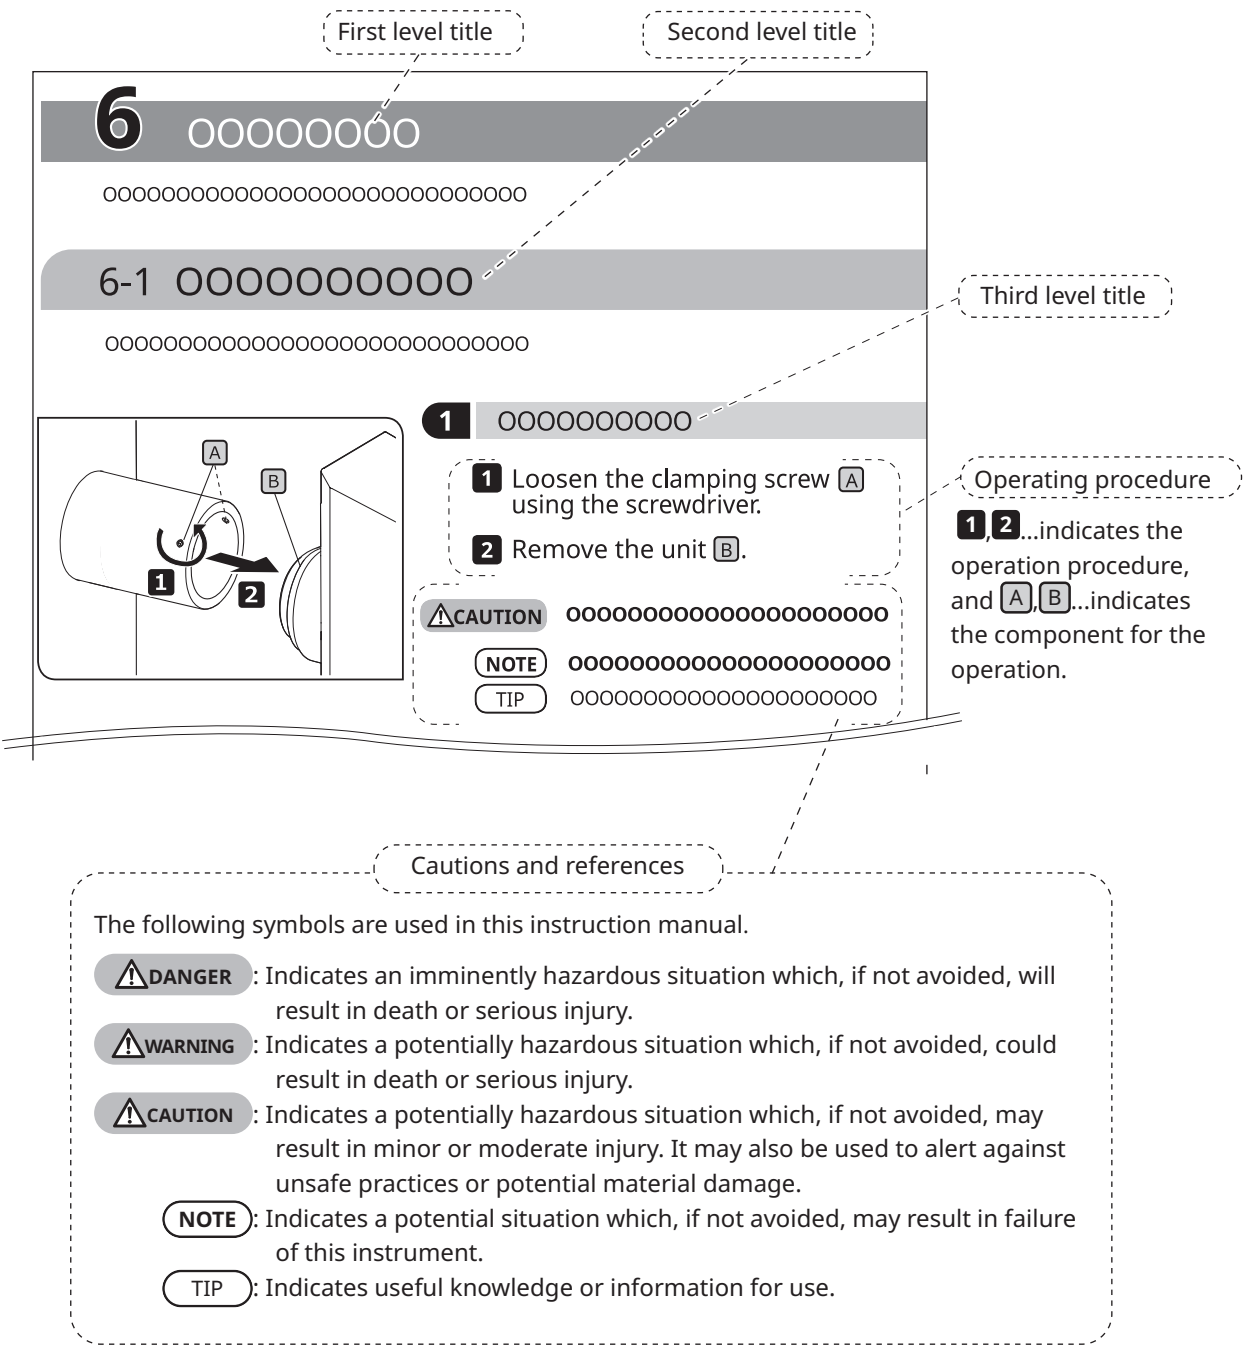 First level title
Second level title
6 OOOOOOOO
OOOOOOOOOOOOOOOOOOOOOOOOOOOOO
6-1 OOOOOOOOOO
Third level title
OOOOOOOOOOOOOOOOOOOOOOOOOOOOO
1 OOOOOOOOOO
A
B
1
2
1 Loosen the clamping screw A
using the screwdriver.
2 Remove the unit B.
Operating procedure
1,2...indicates the
operation procedure,
and A,B...indicates
the component for the
operation.
⚠CAUTION OOOOOOOOOOOOOOOOOOOOO
NOTE OOOOOOOOOOOOOOOOOOOOO
TIP OOOOOOOOOOOOOOOOOOOOO
Cautions and references
The following symbols are used in this instruction manual.
⚠DANGER : Indicates an imminently hazardous situation which, if not avoided, will
result in death or serious injury.
⚠WARNING : Indicates a potentially hazardous situation which, if not avoided, could
result in death or serious injury.
⚠CAUTION : Indicates a potentially hazardous situation which, if not avoided, may
result in minor or moderate injury. It may also be used to alert against
unsafe practices or potential material damage.
NOTE : Indicates a potential situation which, if not avoided, may result in failure
of this instrument.
TIP : Indicates useful knowledge or information for use.